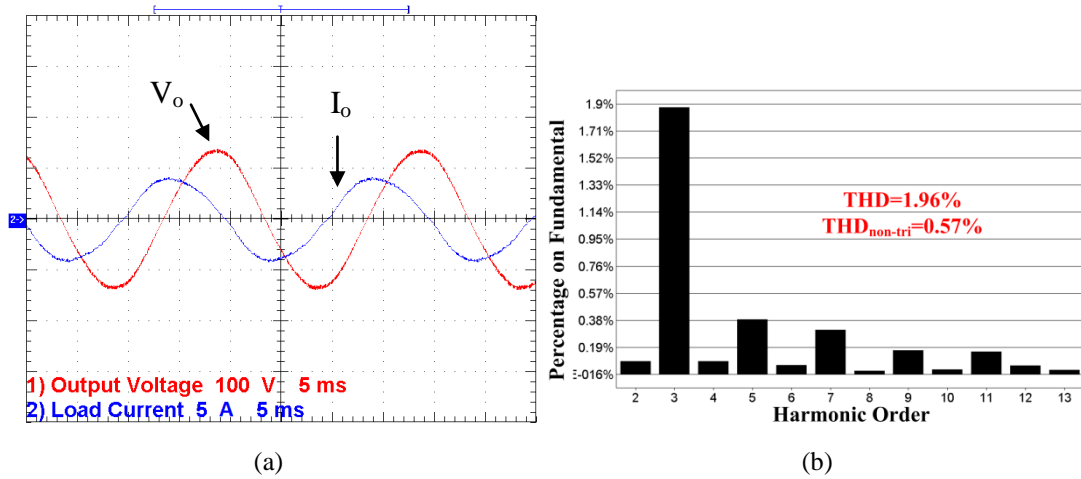 Vo
Io
2->
1) Output Voltage 100 V 5 ms
2) Load Current 5 A 5 ms
(a)
Percentage on Fundamental
1.9%
1.71%
1.52%
1.33%
1.14%
0.95%
0.76%
0.57%
0.38%
0.19%
E-016%
THD=1.96%
THDnon-tri=0.57%
2 3 4 5 6 7 8 9 10 11 12 13
Harmonic Order
(b)